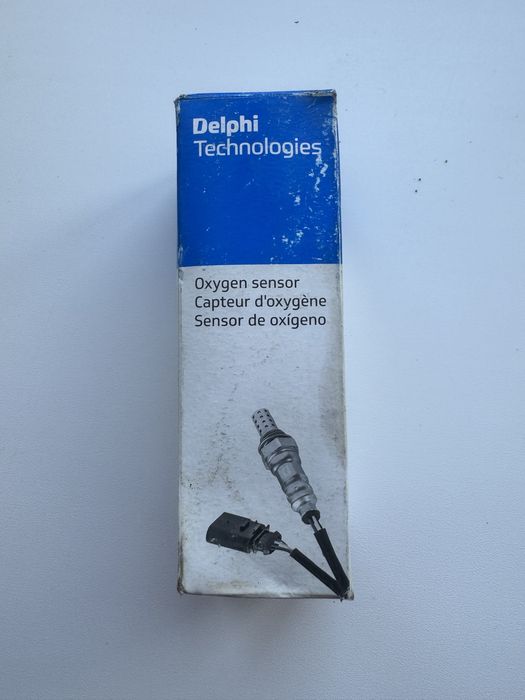 Delphi
Technologies
Oxygen sensor
Capteur d'oxygène
Sensor de oxígeno